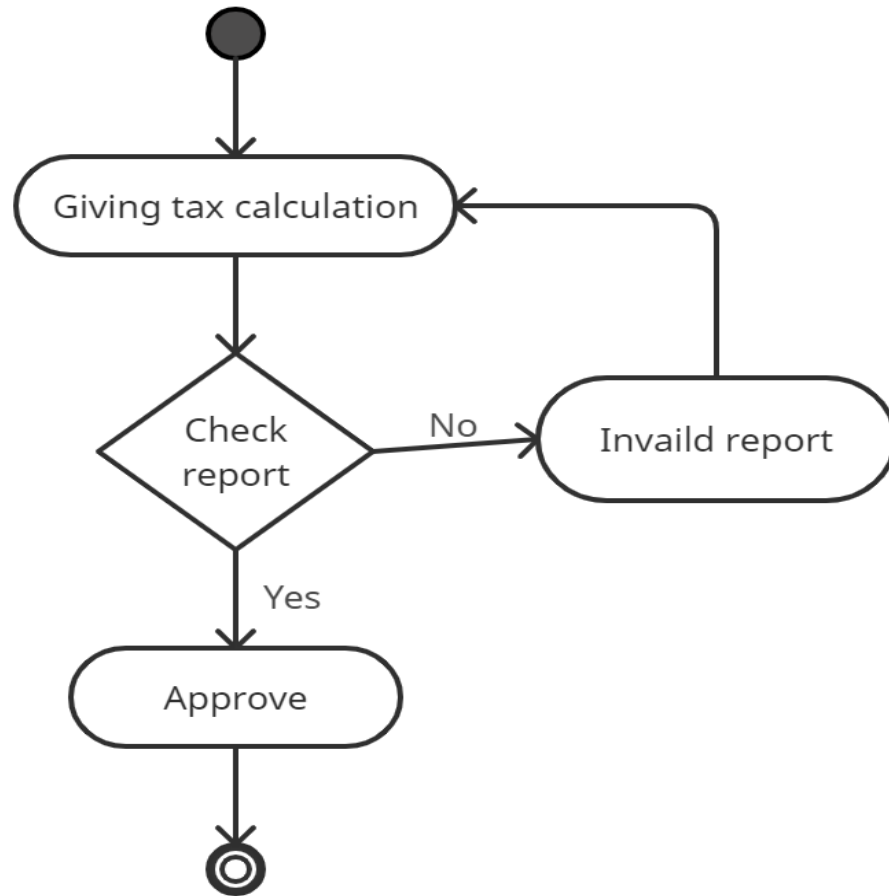 Giving tax calculation
Check
report
No
Invaild report
Yes
Approve